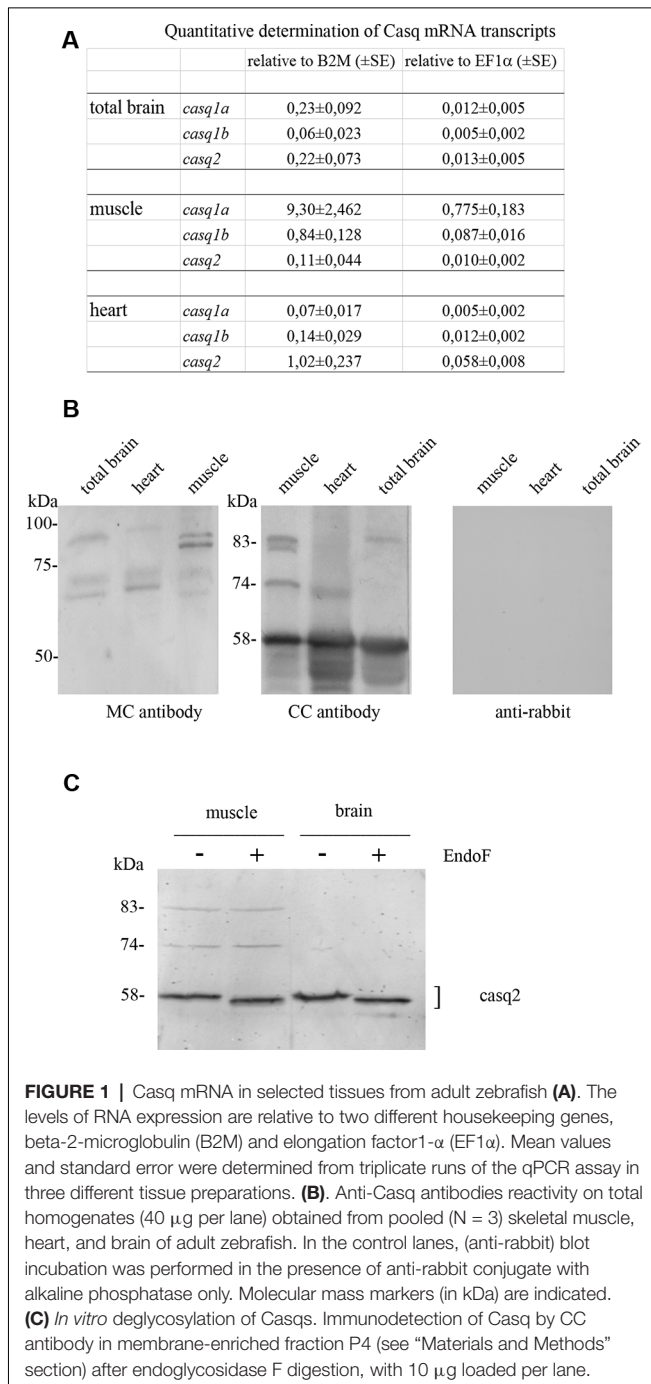 A
Quantitative determination of Casq mRNA transcripts
relative to B2M (±SE) relative to EF1α (±SE)
total brain casq1a 0,23±0,092 0,012±0,005
casq1b 0,06±0,023 0,005±0,002
casq2 0,22±0,073 0,013±0,005
muscle casq1a 9,30±2,462 0,775±0,183
casq1b 0,84±0,128 0,087±0,016
casq2 0,11±0,044 0,010±0,002
heart casq1a 0,07±0,017 0,005±0,002
casq1b 0,14±0,029 0,012±0,002
casq2 1,02±0,237 0,058±0,008
B
total brain heart muscle
kDa
100-
75-
50-
MC antibody
muscle heart total brain
kDa
83-
74-
58-
CC antibody
muscle heart total brain
anti-rabbit
C
muscle brain
- + - + EndoF
kDa
83-
74-
58- ] casq2
FIGURE 1 | Casq mRNA in selected tissues from adult zebrafish (A). The
levels of RNA expression are relative to two different housekeeping genes,
beta-2-microglobulin (B2M) and elongation factor1-α (EF1α). Mean values
and standard error were determined from triplicate runs of the qPCR assay in
three different tissue preparations. (B). Anti-Casq antibodies reactivity on total
homogenates (40 μg per lane) obtained from pooled (N = 3) skeletal muscle,
heart, and brain of adult zebrafish. In the control lanes, (anti-rabbit) blot
incubation was performed in the presence of anti-rabbit conjugate with
alkaline phosphatase only. Molecular mass markers (in kDa) are indicated.
(C) In vitro deglycosylation of Casqs. Immunodetection of Casq by CC
antibody in membrane-enriched fraction P4 (see “Materials and Methods”
section) after endoglycosidase F digestion, with 10 μg loaded per lane.